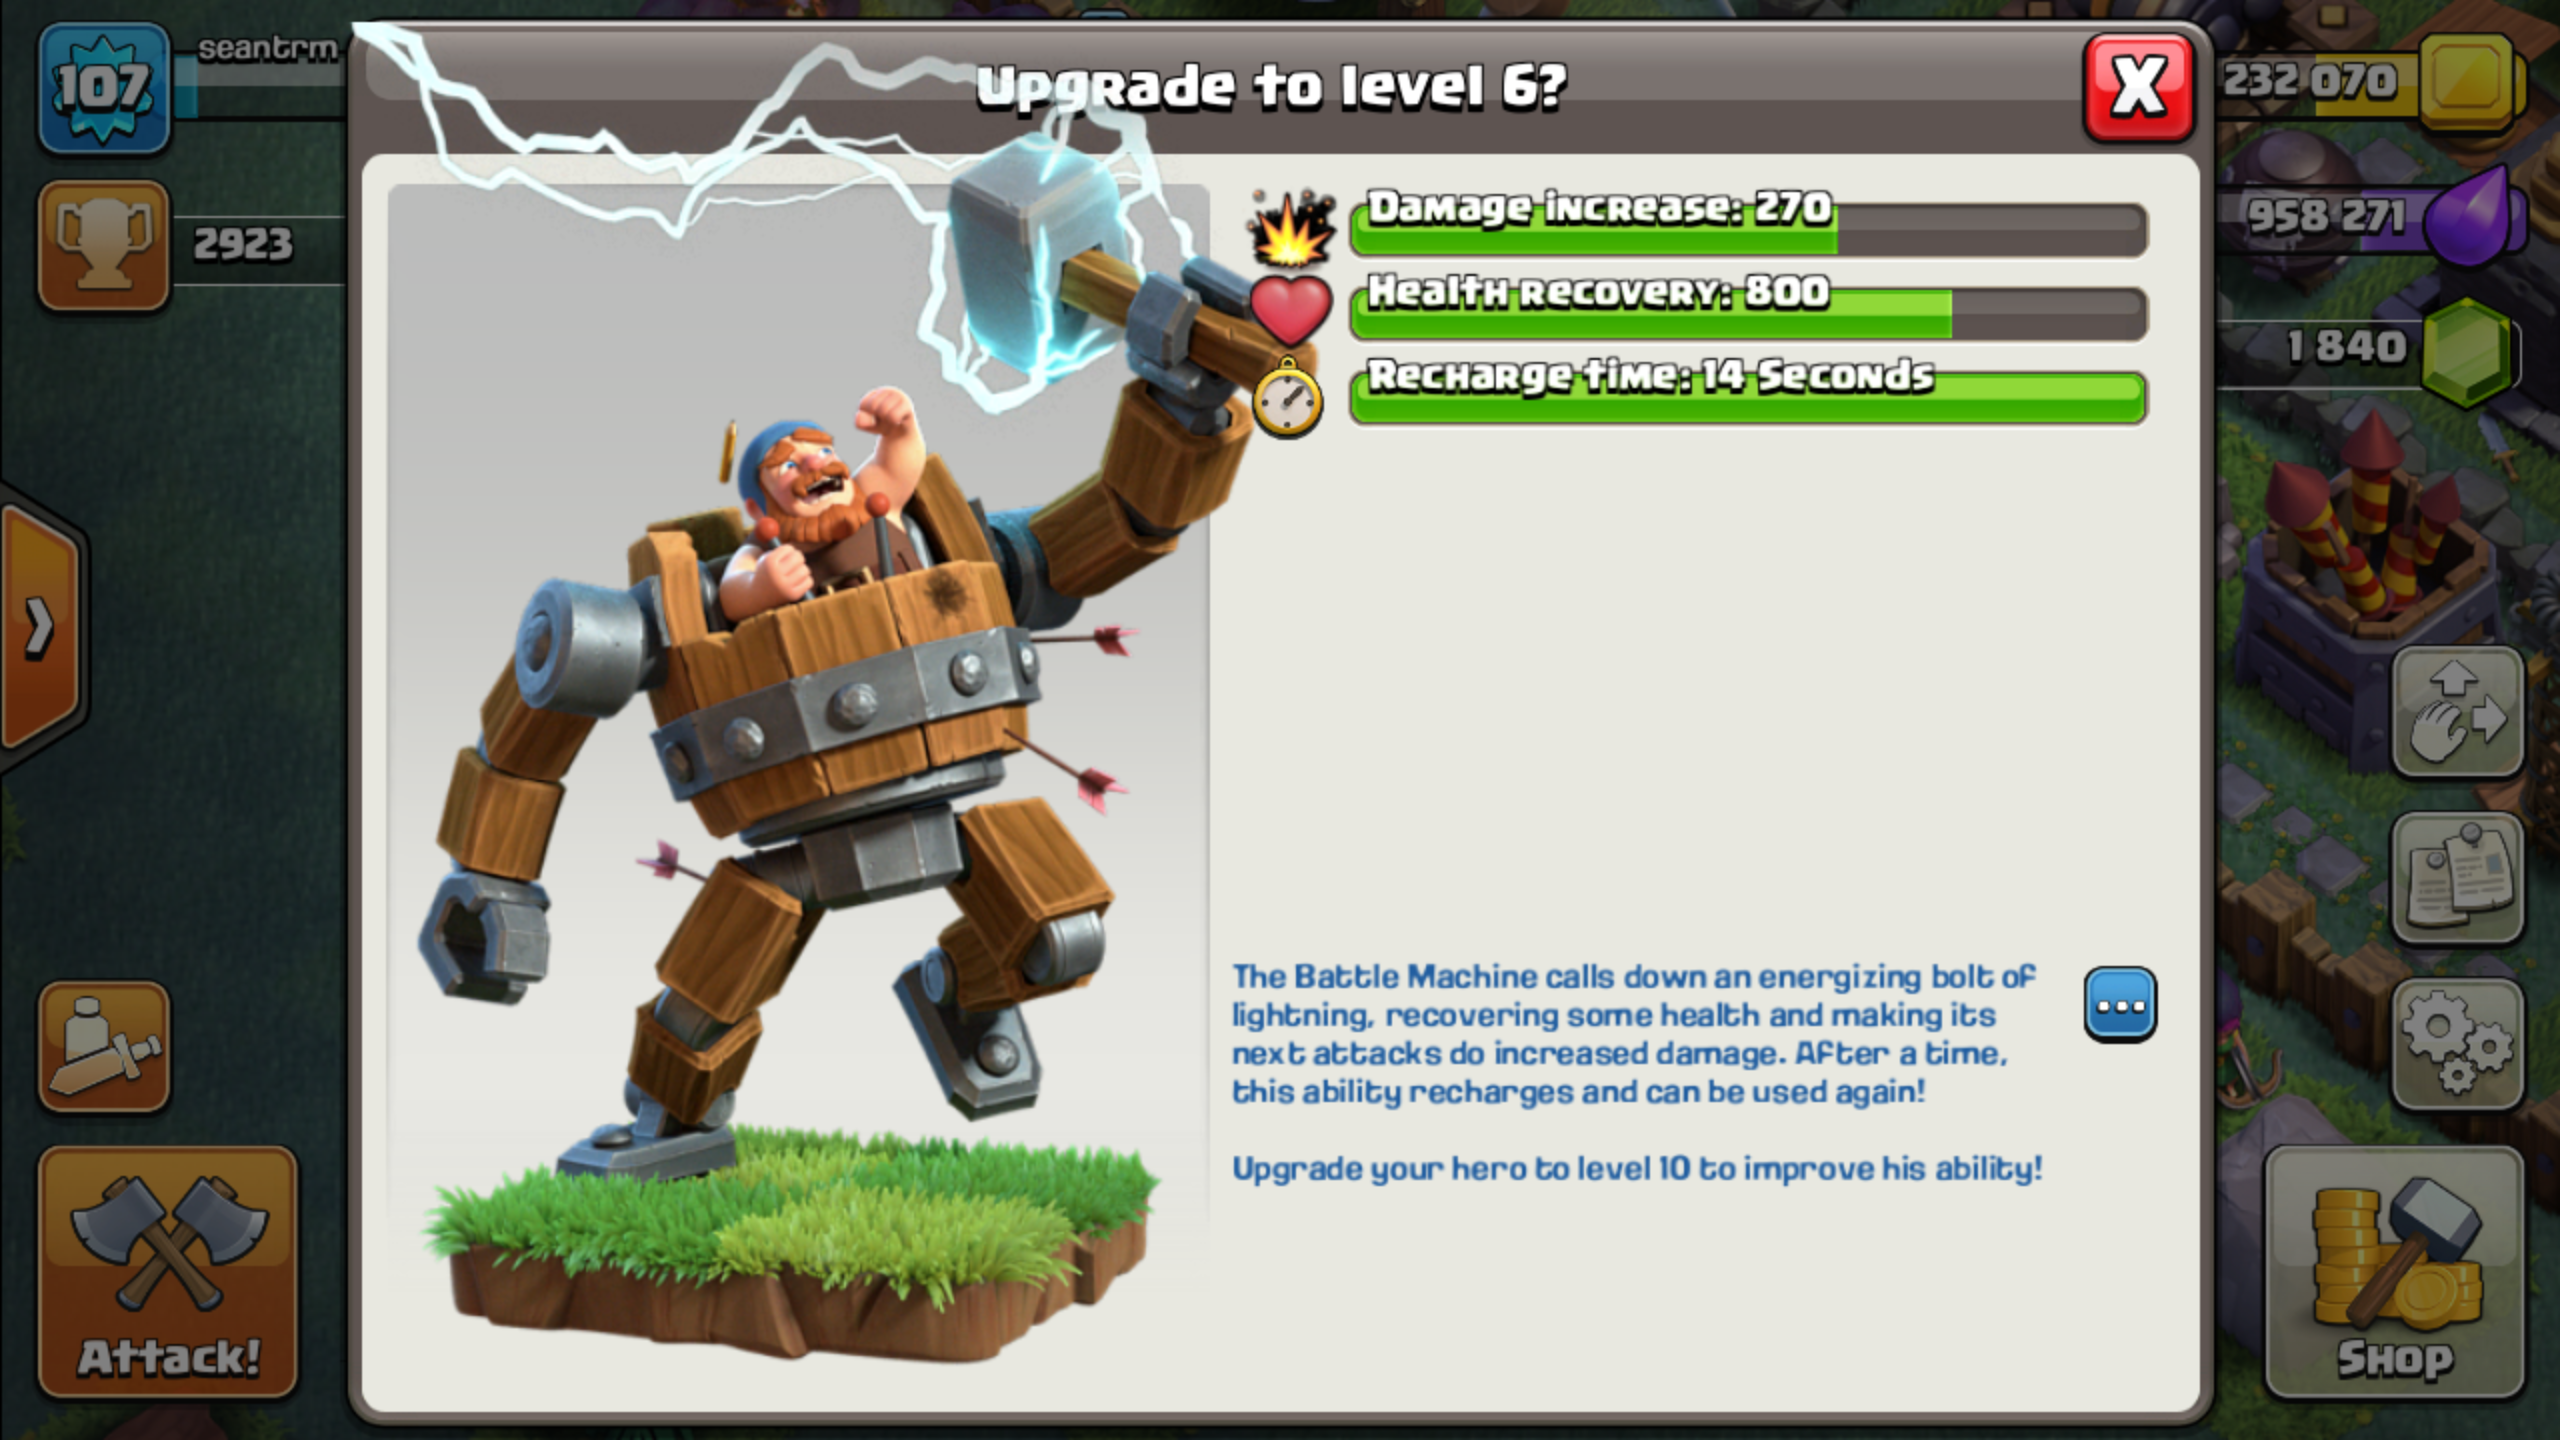 107
seantrm
2923
Upgrade to level 6?
X
232 070
958 271
1 840
Damage increase: 270
Health recovery: 800
Recharge time: 14 Seconds
The Battle Machine calls down an energizing bolt of
lightning, recovering some health and making its
next attacks do increased damage. After a time,
this ability recharges and can be used again!
Upgrade your hero to level 10 to improve his ability!
...
Attack!
Shop